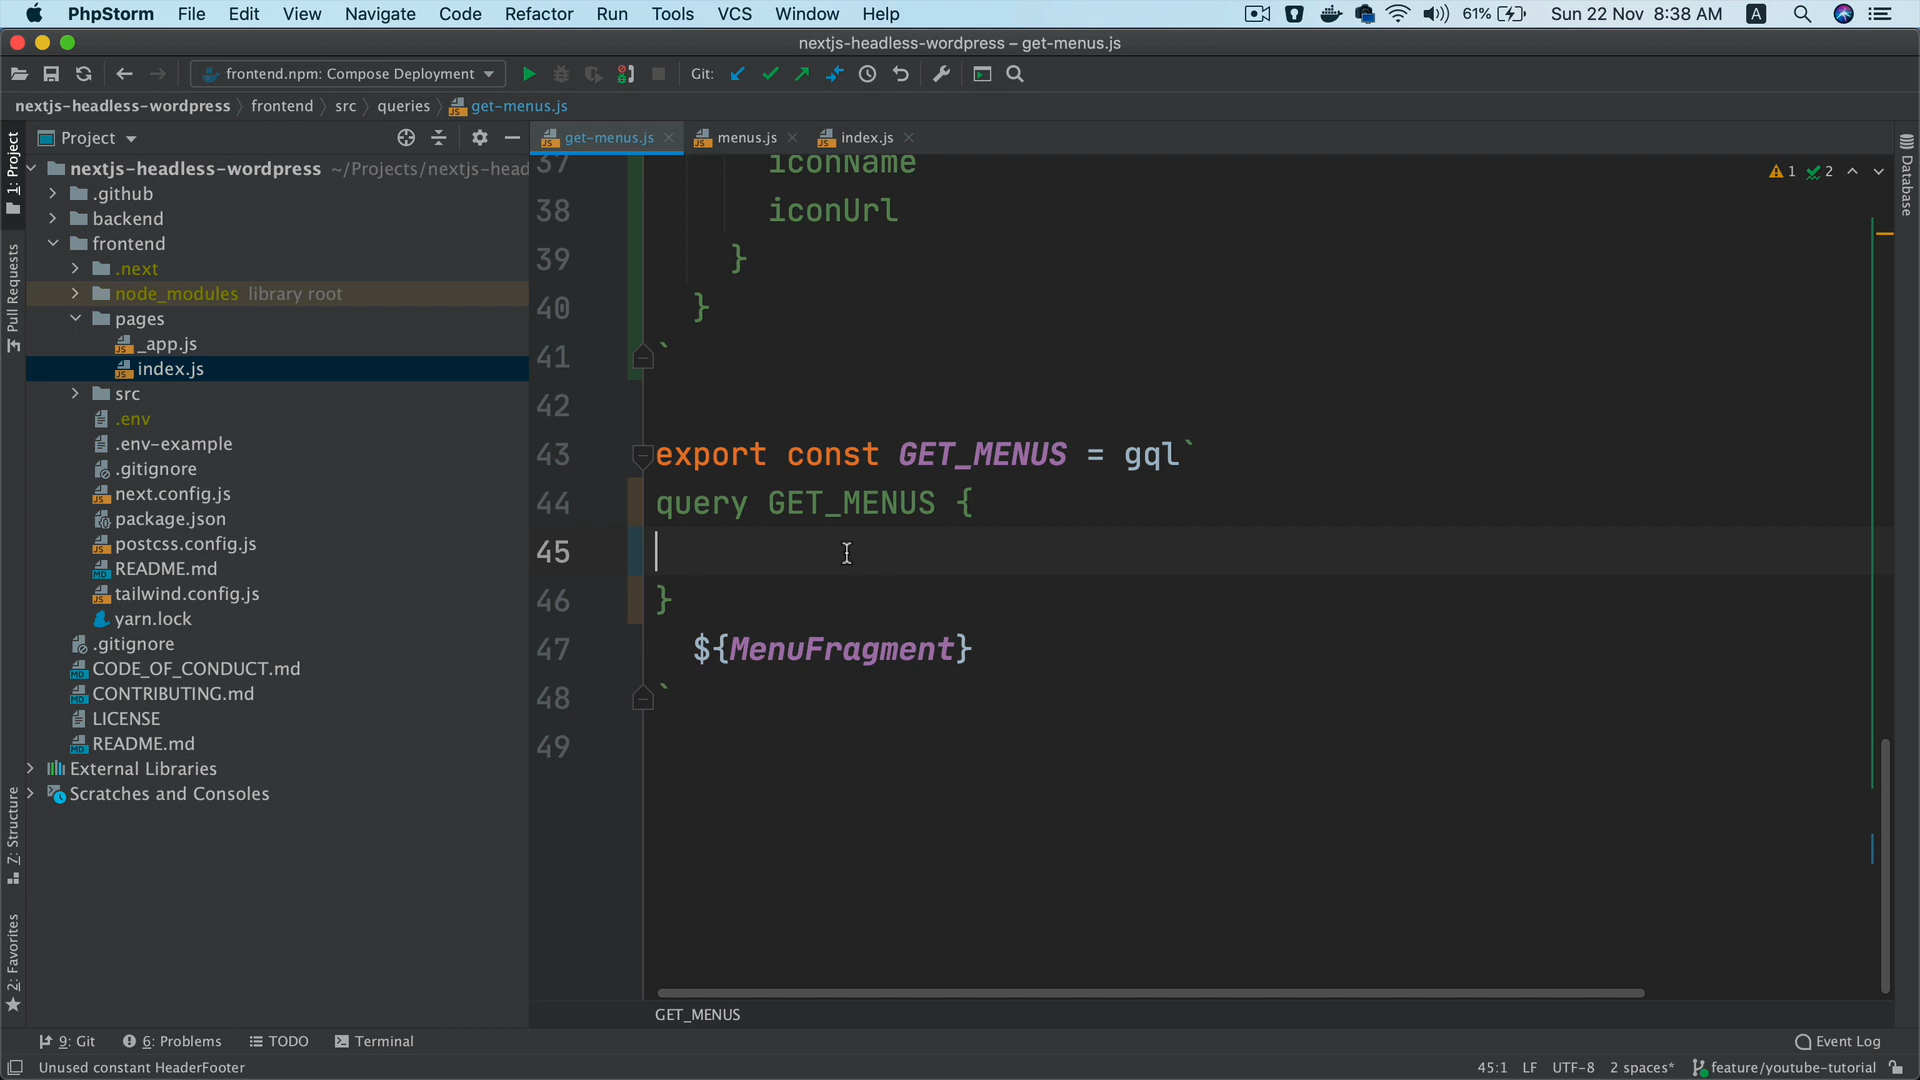 PhpStorm File Edit View Navigate Code Refactor Run Tools VCS Window Help 61% Sun 22 Nov 8:38 AM A
nextjs-headless-wordpress – get-menus.js
frontend.npm: Compose Deployment Git:
nextjs-headless-wordpress frontend src queries get-menus.js
Project
get-menus.js menus.js index.js
1: Project
Pull Requests
7: Structure
2: Favorites
nextjs-headless-wordpress ~/Projects/nextjs-head
.github
backend
frontend
.next
node_modules library root
pages
_app.js
index.js
src
.env
.env-example
.gitignore
next.config.js
package.json
postcss.config.js
README.md
tailwind.config.js
yarn.lock
.gitignore
CODE_OF_CONDUCT.md
CONTRIBUTING.md
LICENSE
README.md
External Libraries
Scratches and Consoles
37 iconName
38 iconUrl
39 }
40 }
41 `
42
43 export const GET_MENUS = gql`
44 query GET_MENUS {
45
46 }
47 ${MenuFragment}
48 `
49
1 2
Database
GET_MENUS
9: Git 6: Problems TODO Terminal Event Log
Unused constant HeaderFooter 45:1 LF UTF-8 2 spaces* feature/youtube-tutorial